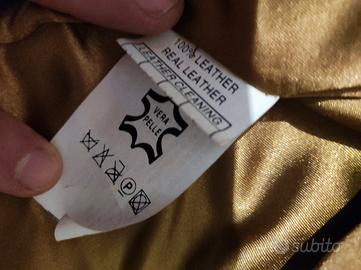 100% LEATHER
REAL LEATHER
LEATHER CLEANING
VERA
PELLE
P
subito